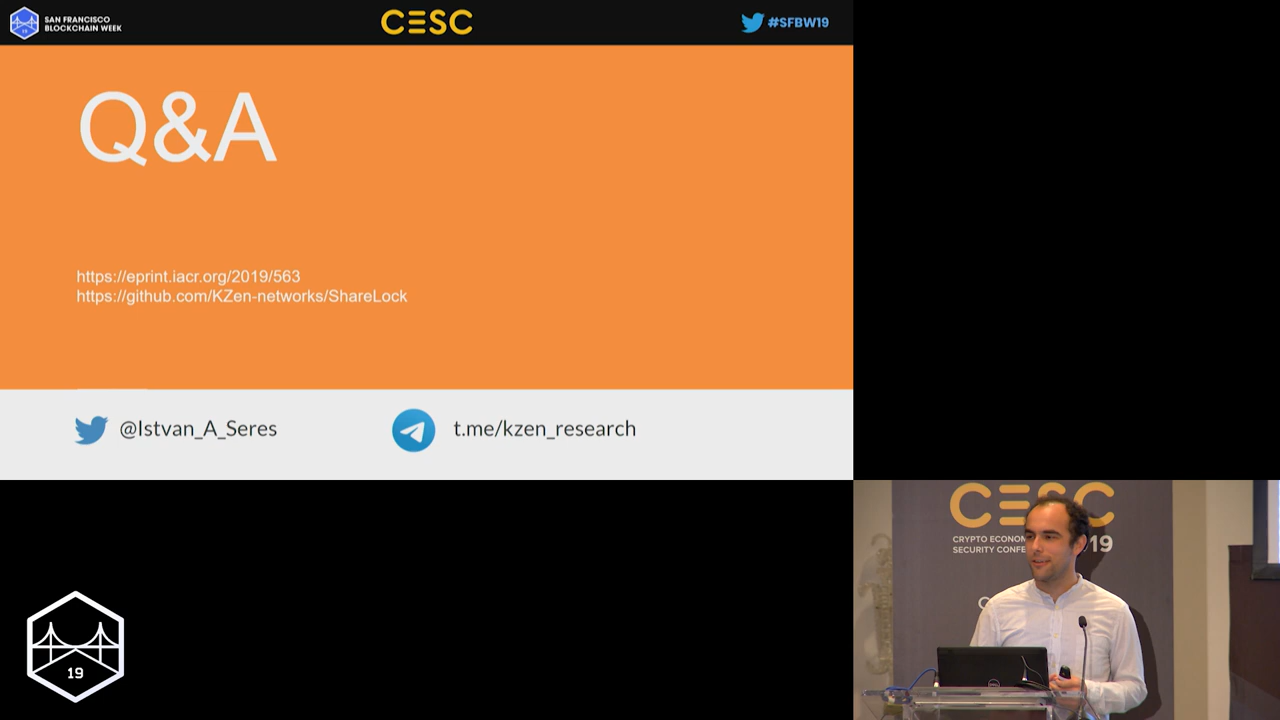 SAN FRANCISCO
BLOCKCHAIN WEEK
CESC
#SFBW19
Q&A
https://eprint.iacr.org/2019/563
https://github.com/KZen-networks/ShareLock
@Istvan_A_Seres
t.me/kzen_research
19
CESC
CRYPTO ECONOM
SECURITY CONFE
19